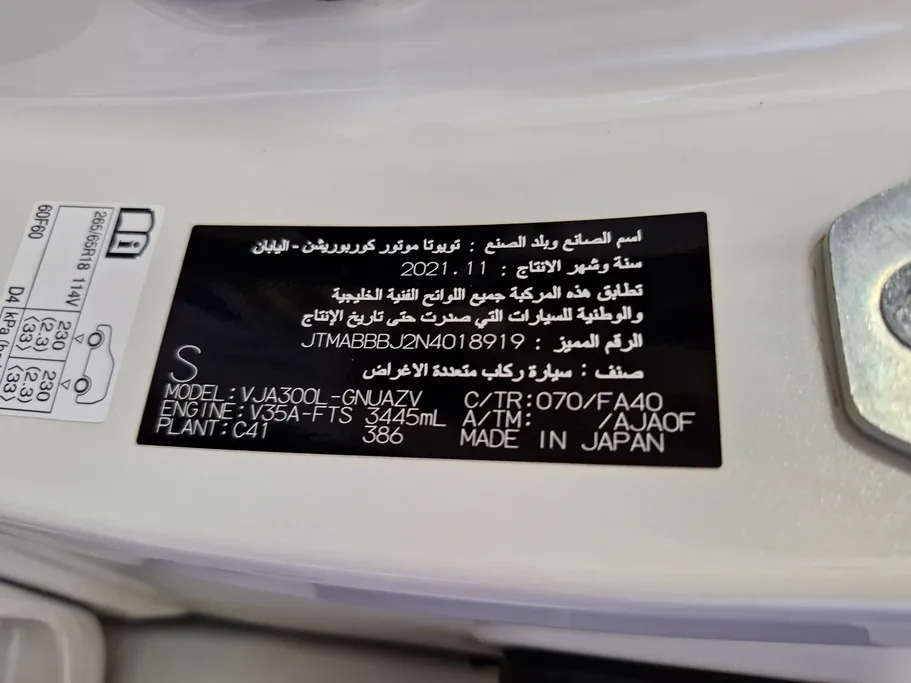 اسم الصانع وبلد الصنع : تويوتا موتور كوربوريشن - اليابان
سنة وشهر الانتاج : 2021.11
تطابق هذه المركبة جميع اللوائح الفنية الخليجية
والوطنية للسيارات التي صدرت حتى تاريخ الإنتاج
الرقم المميز : JTMABBBJ2N4018919
صنف : سيارة ركاب متعددة الاغراض
S
MODEL:VJA300L-GNUAZV C/TR:070/FA40
ENGINE:V35A-FTS 3445mL A/TM: /AJA0F
PLANT:C41 386 MADE IN JAPAN
265/65R18 114V
230 230
(2.3) (2.3)
(33) (33)
60F60